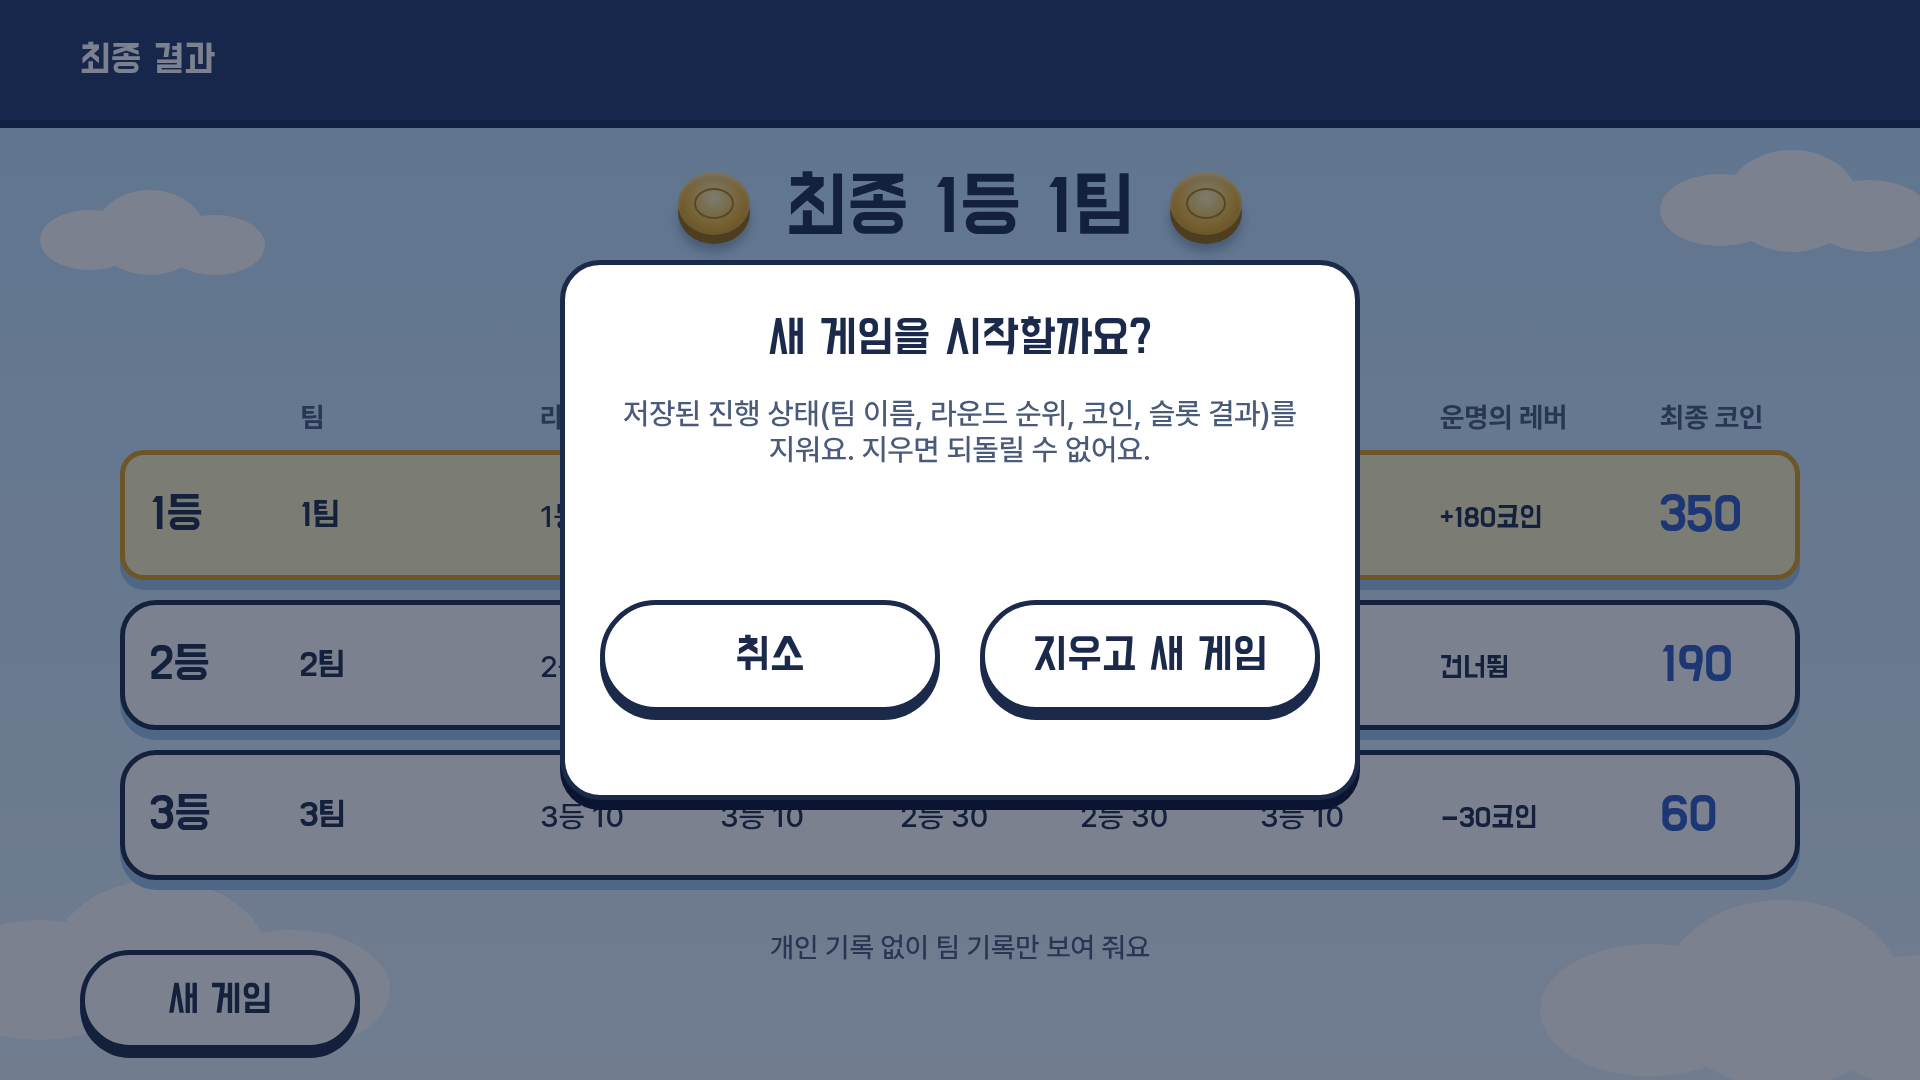 최종 결과
최종 1등 1팀
새 게임을 시작할까요?
저장된 진행 상태(팀 이름, 라운드 순위, 코인, 슬롯 결과)를
지워요. 지우면 되돌릴 수 없어요.
팀 운명의 레버 최종 코인
1등 1팀 +180코인 350
2등 2팀 건너뜀 190
취소 지우고 새 게임
3등 3팀 3등 10 3등 10 2등 30 2등 30 3등 10 −30코인 60
개인 기록 없이 팀 기록만 보여 줘요
새 게임